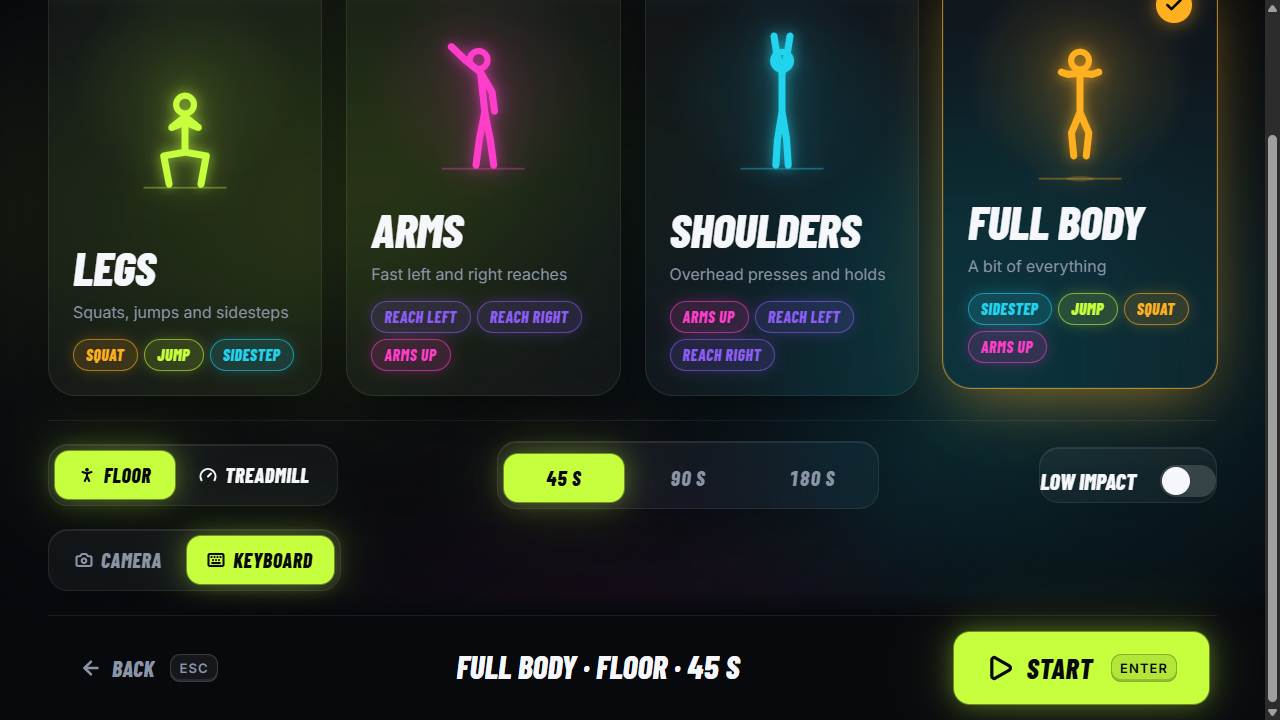 LEGS
Squats, jumps and sidesteps
SQUAT JUMP SIDESTEP
ARMS
Fast left and right reaches
REACH LEFT REACH RIGHT
ARMS UP
SHOULDERS
Overhead presses and holds
ARMS UP REACH LEFT
REACH RIGHT
FULL BODY
A bit of everything
SIDESTEP JUMP SQUAT
ARMS UP
FLOOR TREADMILL
45 S 90 S 180 S
LOW IMPACT
CAMERA KEYBOARD
BACK ESC
FULL BODY · FLOOR · 45 S
START ENTER